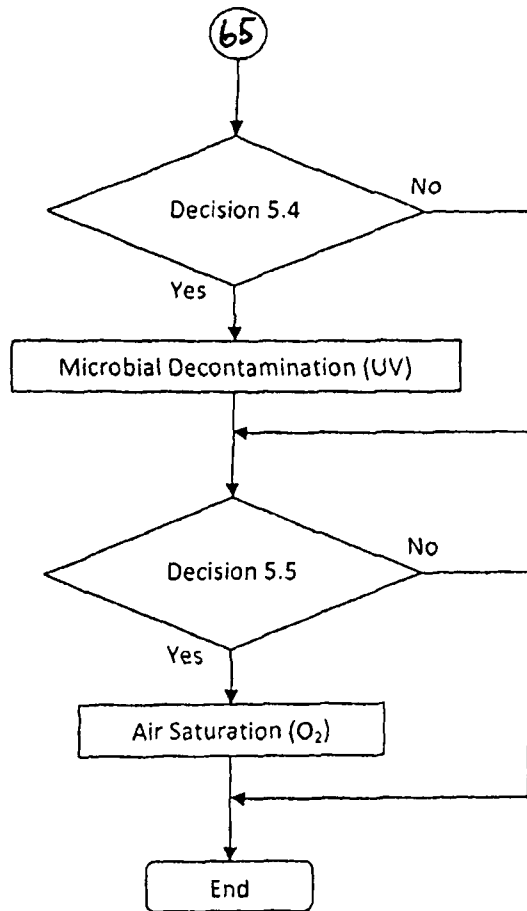 65
Decision 5.4
No
Yes
Microbial Decontamination (UV)
Decision 5.5
No
Yes
Air Saturation (O₂)
End